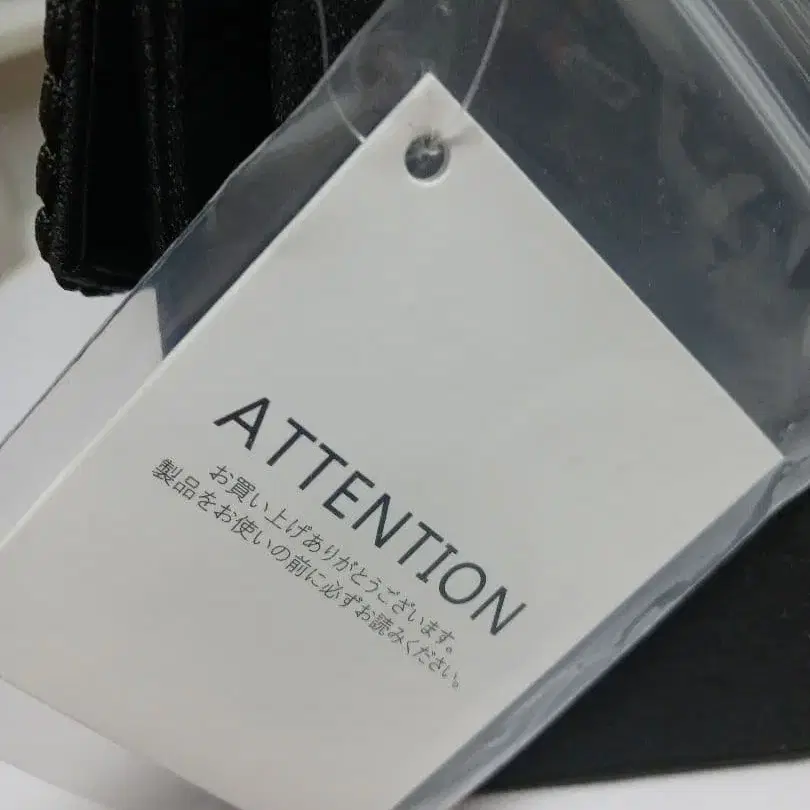 ATTENTION
お買い上げありがとうございます。
製品をお使いの前に必ずお読みください。